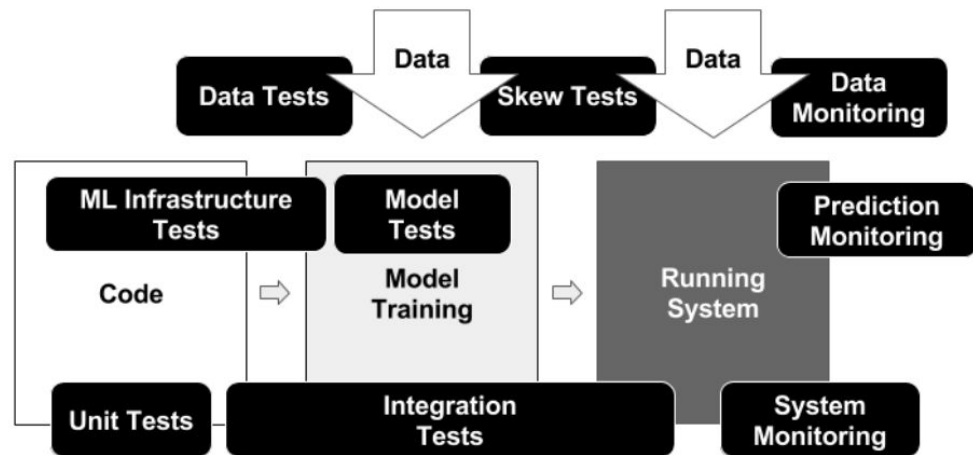 Data
Data
Data Tests
Skew Tests
Data
Monitoring
ML Infrastructure
Tests
Model
Tests
Prediction
Monitoring
Code
Model
Training
Running
System
Unit Tests
Integration
Tests
System
Monitoring